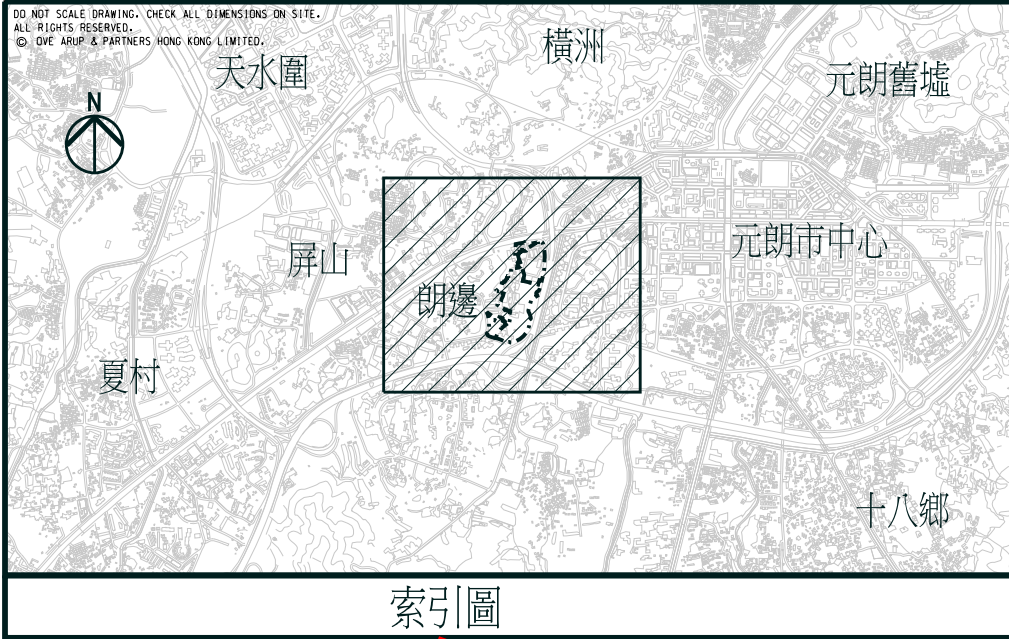 DO NOT SCALE DRAWING. CHECK ALL DIMENSIONS ON SITE.
ALL RIGHTS RESERVED.
© OVE ARUP & PARTNERS HONG KONG LIMITED.
橫洲
天水圍
元朗舊墟
N
元朗市中心
屏山
朗邊
夏村
十八鄉
索引圖